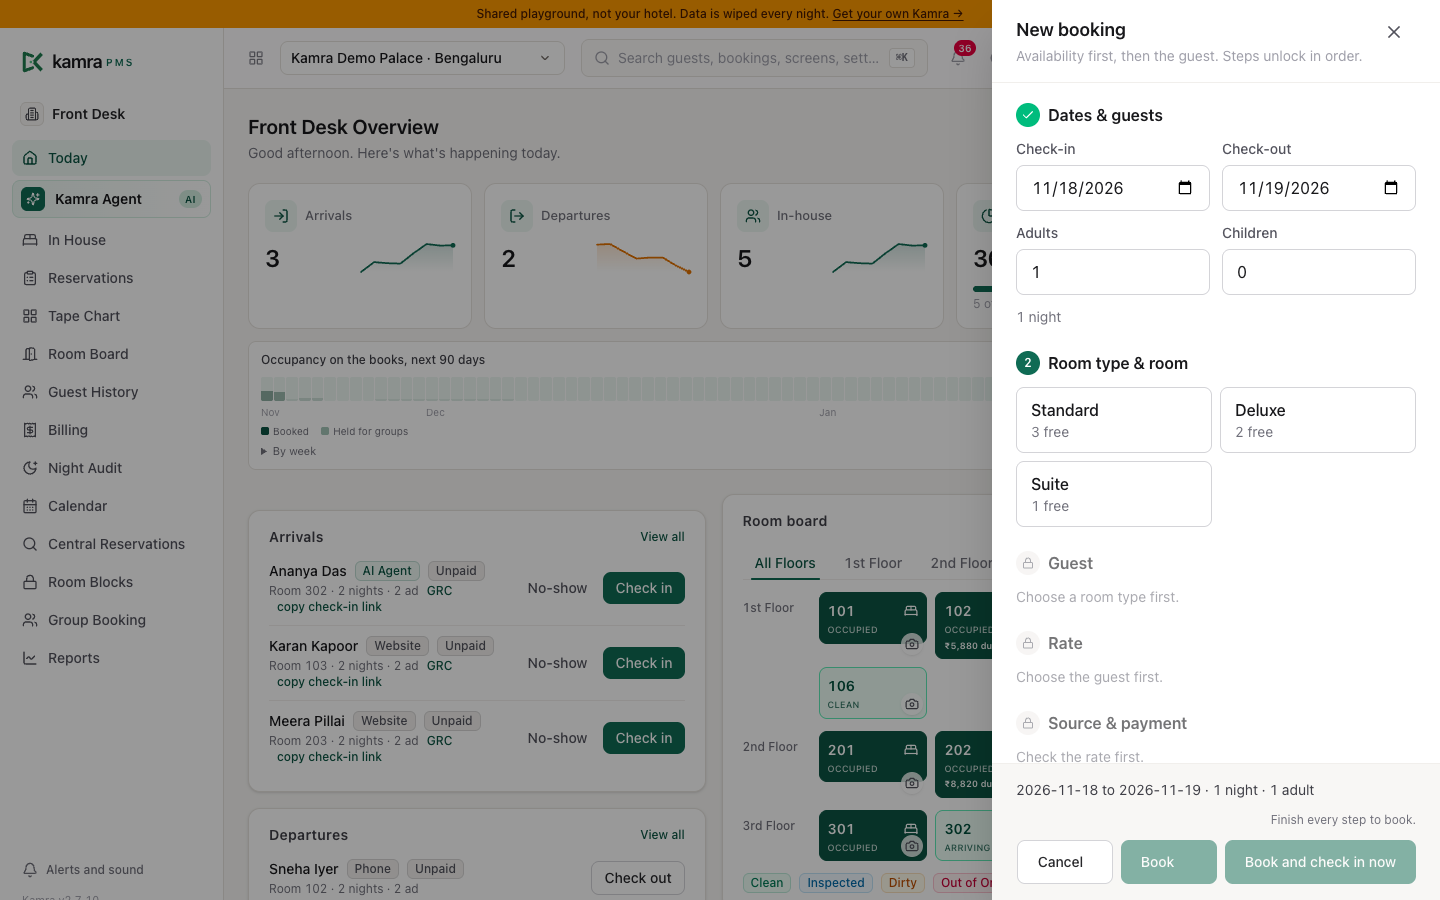 Shared playground, not your hotel. Data is wiped every night. Get your own Kamra →
kamra PMS
Front Desk
Today
Kamra Agent AI
In House
Reservations
Tape Chart
Room Board
Guest History
Billing
Night Audit
Calendar
Central Reservations
Room Blocks
Group Booking
Reports
Alerts and sound
Kamra Demo Palace · Bengaluru
Search guests, bookings, screens, sett...
⌘K
36
Front Desk Overview
Good afternoon. Here's what's happening today.
Arrivals
3
Departures
2
In-house
5
Occupancy on the books, next 90 days
Nov Dec Jan
Booked Held for groups
By week
Arrivals View all
Ananya Das AI Agent Unpaid
Room 302 · 2 nights · 2 ad GRC
copy check-in link
No-show Check in
Karan Kapoor Website Unpaid
Room 103 · 2 nights · 2 ad GRC
copy check-in link
No-show Check in
Meera Pillai Website Unpaid
Room 203 · 2 nights · 2 ad GRC
copy check-in link
No-show Check in
Departures View all
Sneha Iyer Phone Unpaid
Room 102 · 2 nights · 2 ad
Check out
Room board
All Floors 1st Floor 2nd Floor
1st Floor
101
OCCUPIED
102
OCCUPIED
₹5,880 du
106
CLEAN
2nd Floor
201
OCCUPIED
202
OCCUPIED
₹8,820 du
3rd Floor
301
OCCUPIED
302
ARRIVING
Clean Inspected Dirty Out of Or
New booking
Availability first, then the guest. Steps unlock in order.
Dates & guests
Check-in Check-out
11/18/2026 11/19/2026
Adults Children
1 0
1 night
2 Room type & room
Standard
3 free
Deluxe
2 free
Suite
1 free
Guest
Choose a room type first.
Rate
Choose the guest first.
Source & payment
Check the rate first.
2026-11-18 to 2026-11-19 · 1 night · 1 adult
Finish every step to book.
Cancel Book Book and check in now